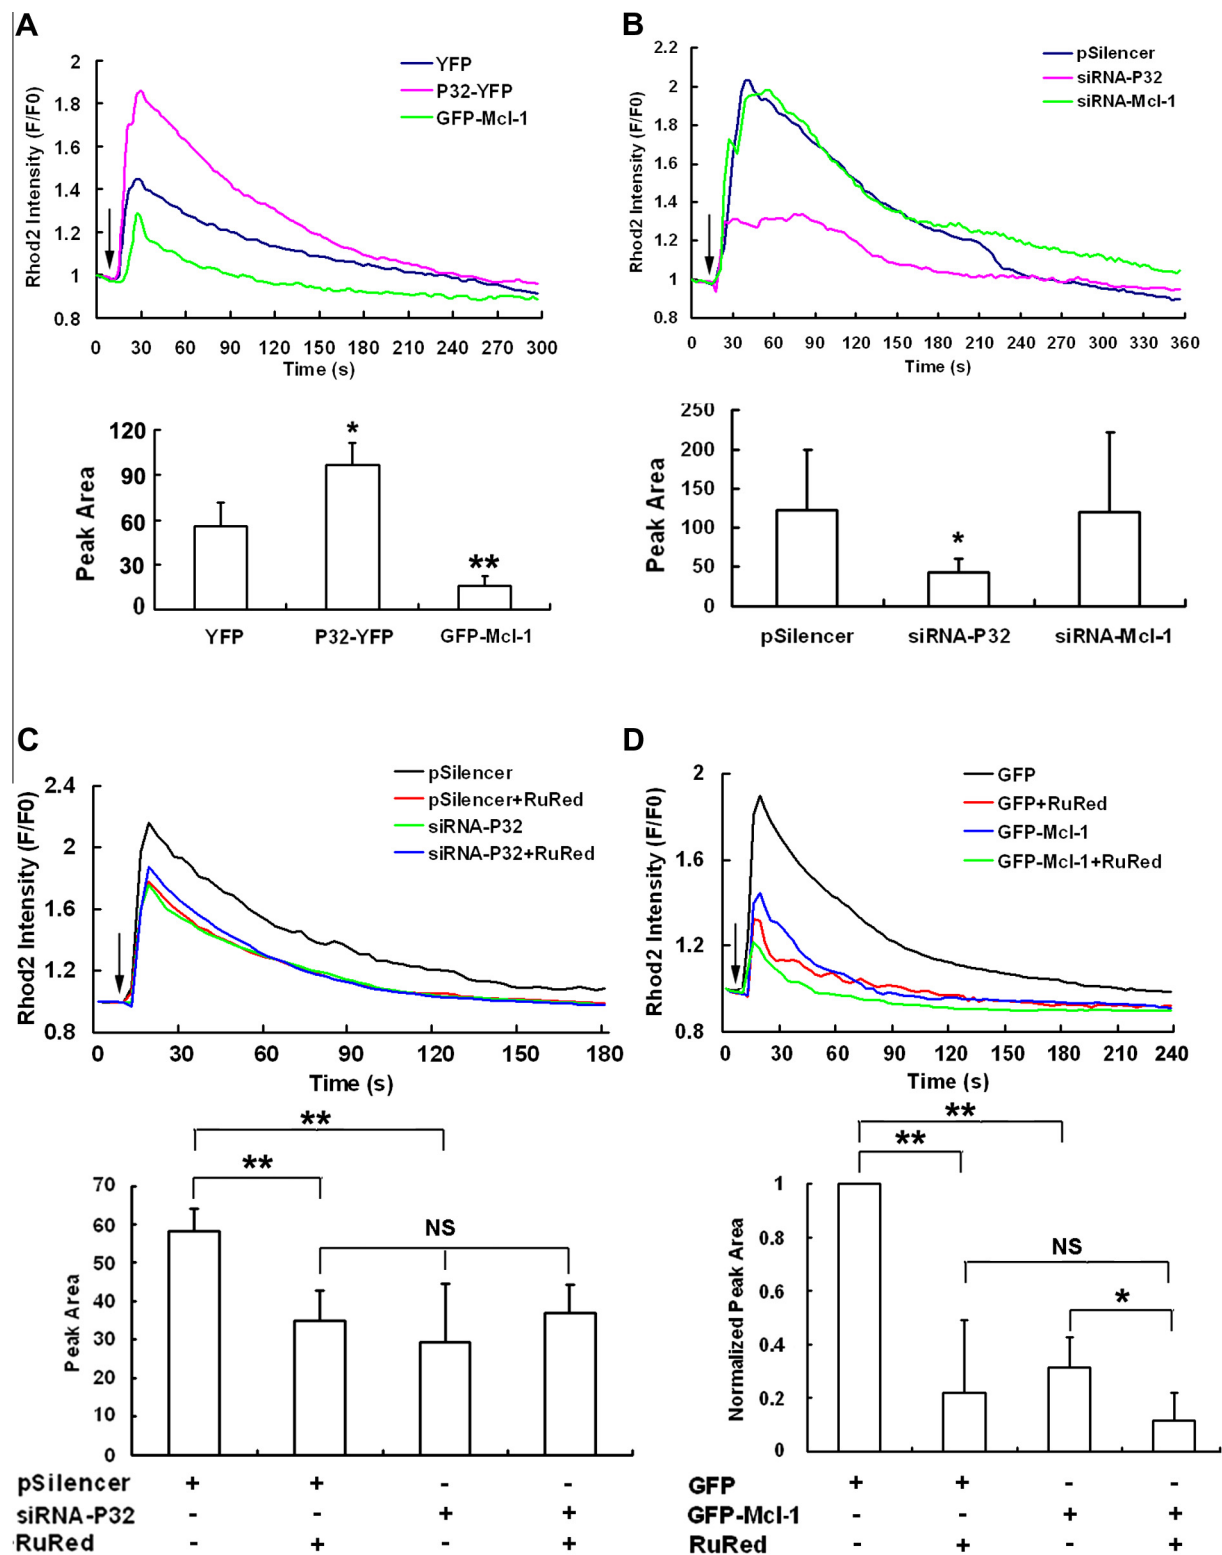 A
Rhod2 Intensity (F/F0)
2
1.8
1.6
1.4
1.2
1
0.8
YFP
P32-YFP
GFP-Mcl-1
0 30 60 90 120 150 180 210 240 270 300
Time (s)
Peak Area
120
90
60
30
0
*
**
YFP P32-YFP GFP-Mcl-1
B
Rhod2 Intensity (F/F0)
2.2
2
1.8
1.6
1.4
1.2
1
0.8
pSilencer
siRNA-P32
siRNA-Mcl-1
0 30 60 90 120 150 180 210 240 270 300 330 360
Time (s)
Peak Area
250
200
150
100
50
0
*
pSilencer siRNA-P32 siRNA-Mcl-1
C
Rhod2 Intensity (F/F0)
2.4
2
1.6
1.2
0.8
pSilencer
pSilencer+RuRed
siRNA-P32
siRNA-P32+RuRed
0 30 60 90 120 150 180
Time (s)
**
**
NS
Peak Area
70
60
50
40
30
20
10
0
pSilencer + + - -
siRNA-P32 - - + +
RuRed - + - +
D
Rhod2 Intensity (F/F0)
2
1.6
1.2
0.8
GFP
GFP+RuRed
GFP-Mcl-1
GFP-Mcl-1+RuRed
0 30 60 90 120 150 180 210 240
Time (s)
**
**
NS
*
Normalized Peak Area
1
0.8
0.6
0.4
0.2
0
GFP + + - -
GFP-Mcl-1 - - + +
RuRed - + - +